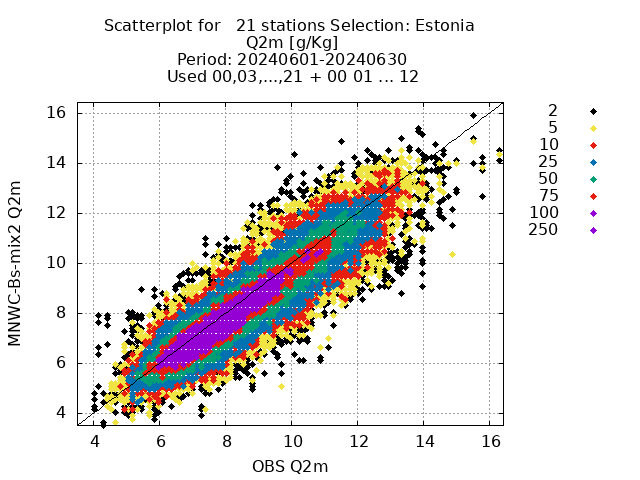 Scatterplot for   21 stations Selection: Estonia
Q2m [g/Kg]
Period: 20240601-20240630
Used 00,03,...,21 + 00 01 ... 12
2
5
10
25
50
75
100
250
MNWC-Bs-mix2 Q2m
16
14
12
10
8
6
4
4 6 8 10 12 14 16
OBS Q2m